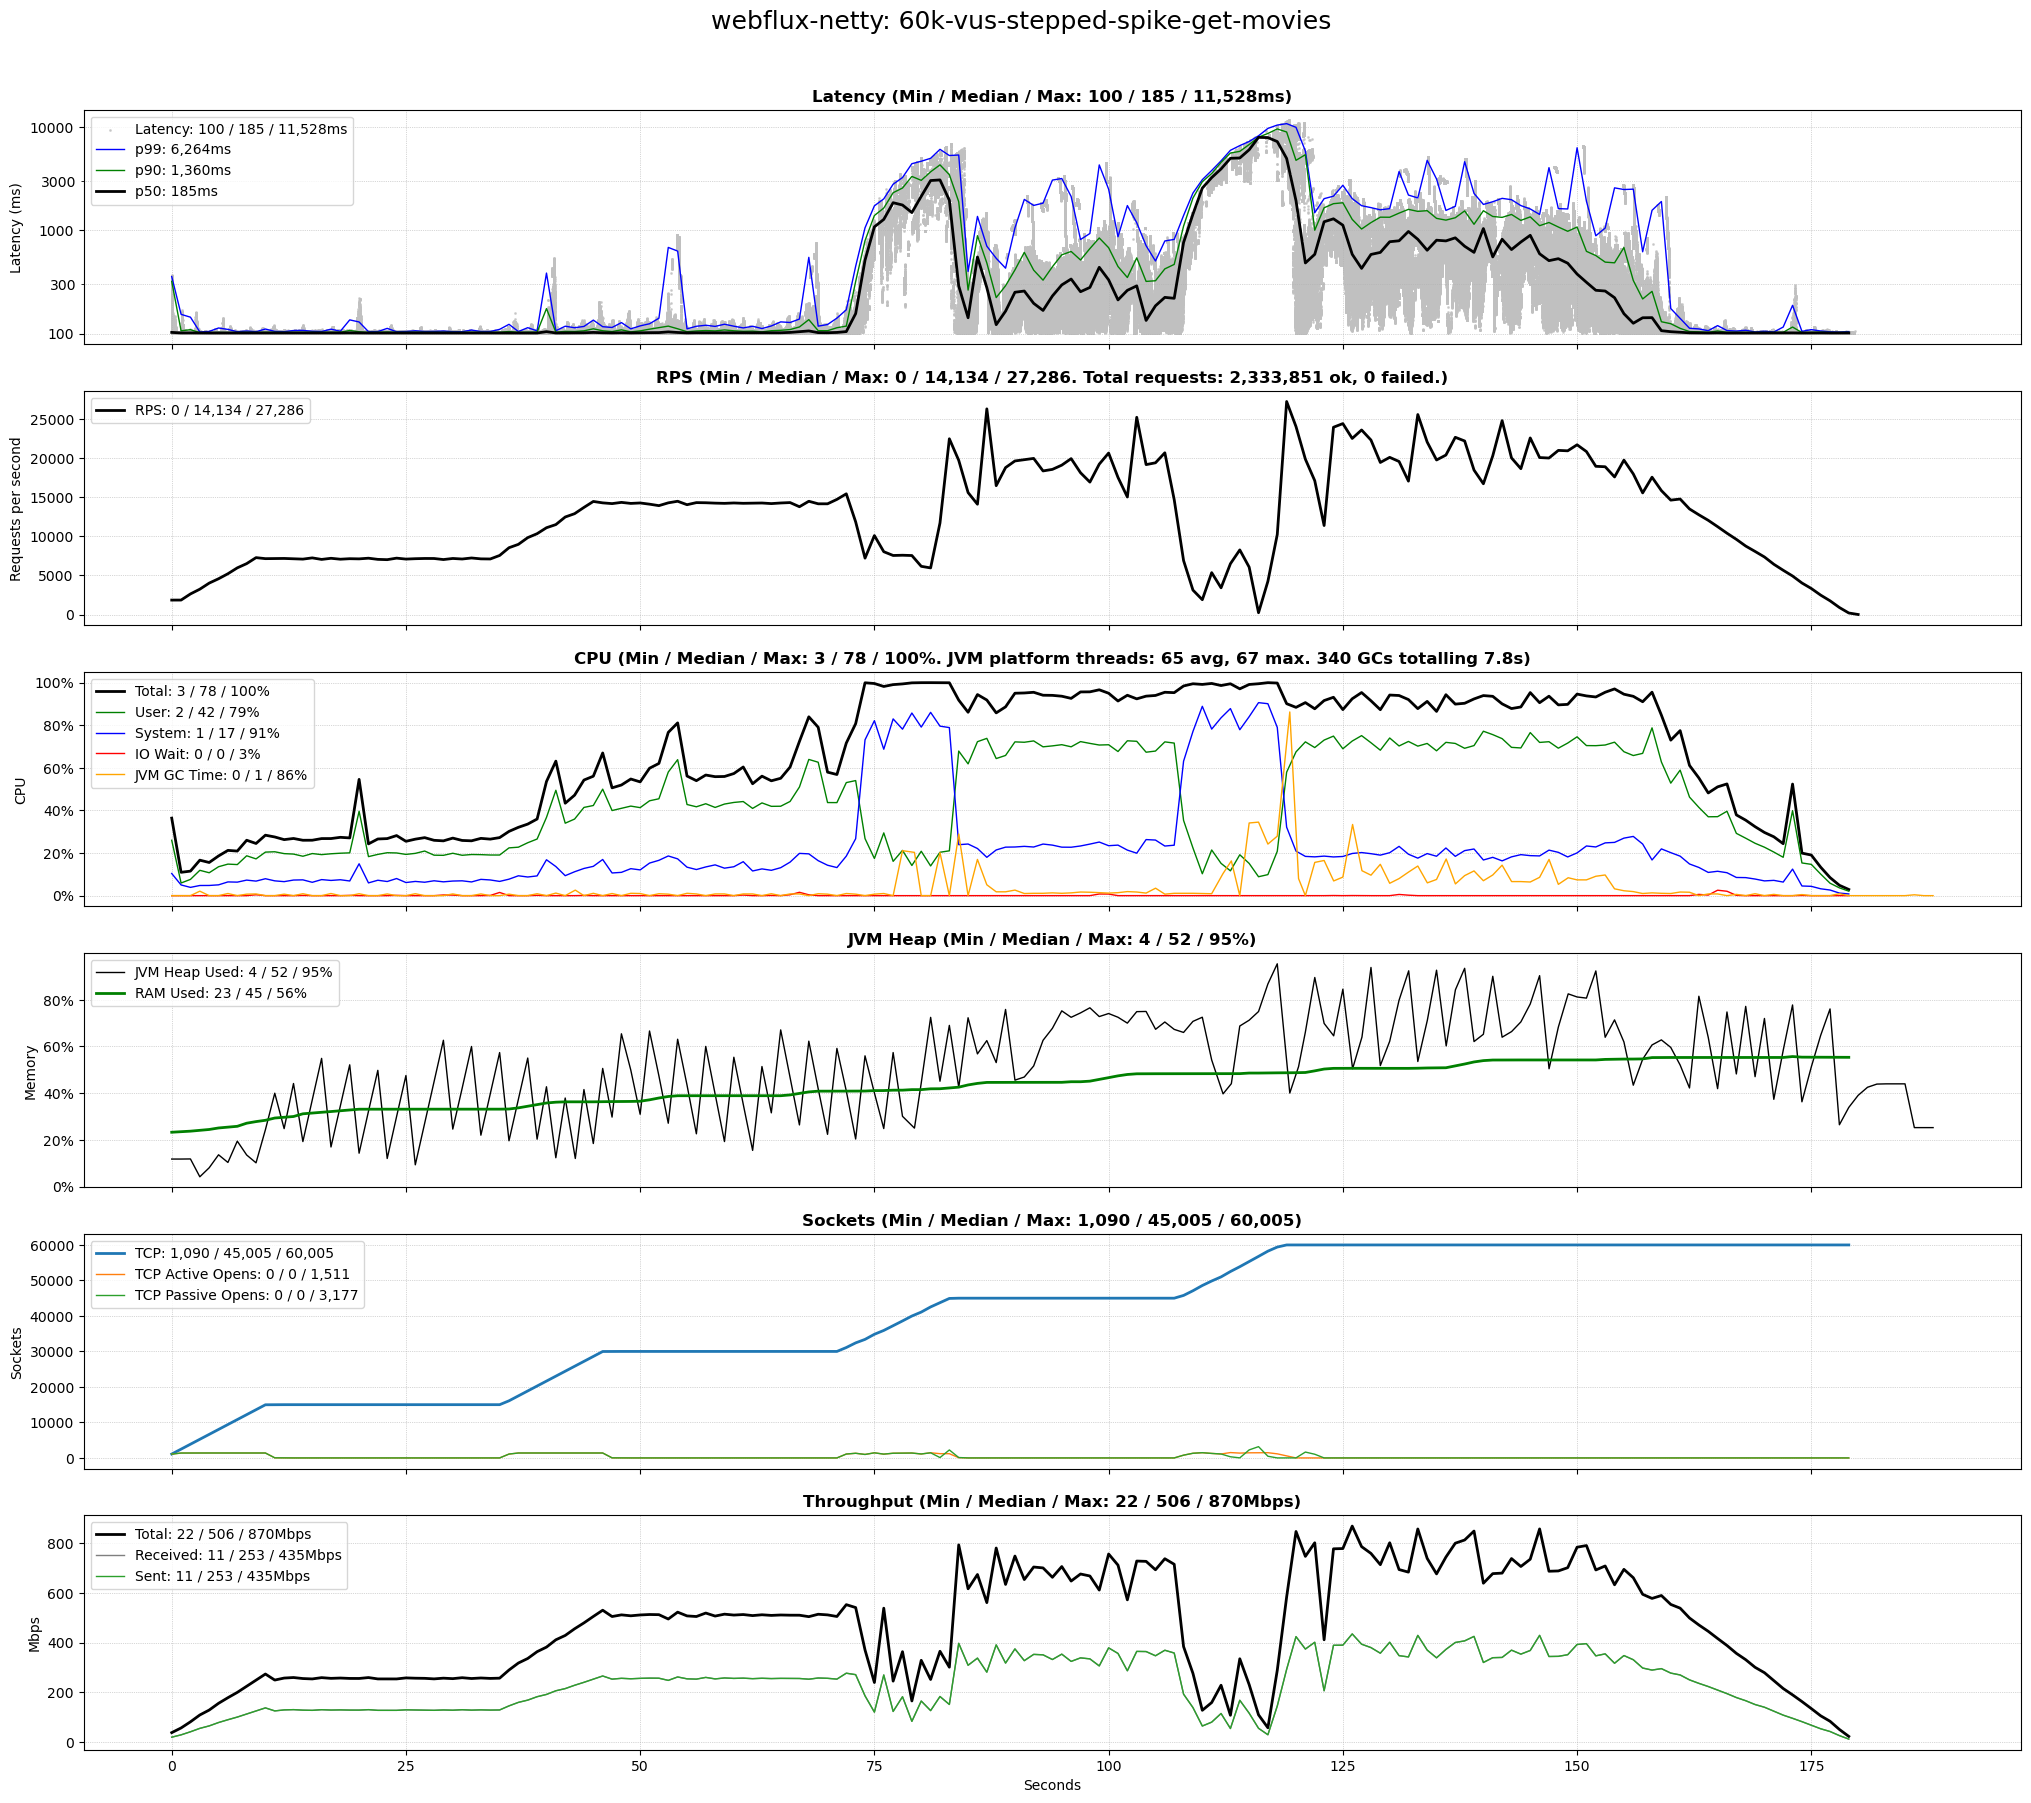 webflux-netty: 60k-vus-stepped-spike-get-movies
Latency (Min / Median / Max: 100 / 185 / 11,528ms)
Latency (ms)
10000
3000
1000
300
100
Latency: 100 / 185 / 11,528ms
p99: 6,264ms
p90: 1,360ms
p50: 185ms
RPS (Min / Median / Max: 0 / 14,134 / 27,286. Total requests: 2,333,851 ok, 0 failed.)
Requests per second
25000
20000
15000
10000
5000
0
RPS: 0 / 14,134 / 27,286
CPU (Min / Median / Max: 3 / 78 / 100%. JVM platform threads: 65 avg, 67 max. 340 GCs totalling 7.8s)
CPU
100%
80%
60%
40%
20%
0%
Total: 3 / 78 / 100%
User: 2 / 42 / 79%
System: 1 / 17 / 91%
IO Wait: 0 / 0 / 3%
JVM GC Time: 0 / 1 / 86%
JVM Heap (Min / Median / Max: 4 / 52 / 95%)
Memory
80%
60%
40%
20%
0%
JVM Heap Used: 4 / 52 / 95%
RAM Used: 23 / 45 / 56%
Sockets (Min / Median / Max: 1,090 / 45,005 / 60,005)
Sockets
60000
50000
40000
30000
20000
10000
0
TCP: 1,090 / 45,005 / 60,005
TCP Active Opens: 0 / 0 / 1,511
TCP Passive Opens: 0 / 0 / 3,177
Throughput (Min / Median / Max: 22 / 506 / 870Mbps)
Mbps
800
600
400
200
0
Total: 22 / 506 / 870Mbps
Received: 11 / 253 / 435Mbps
Sent: 11 / 253 / 435Mbps
0 25 50 75 100 125 150 175
Seconds